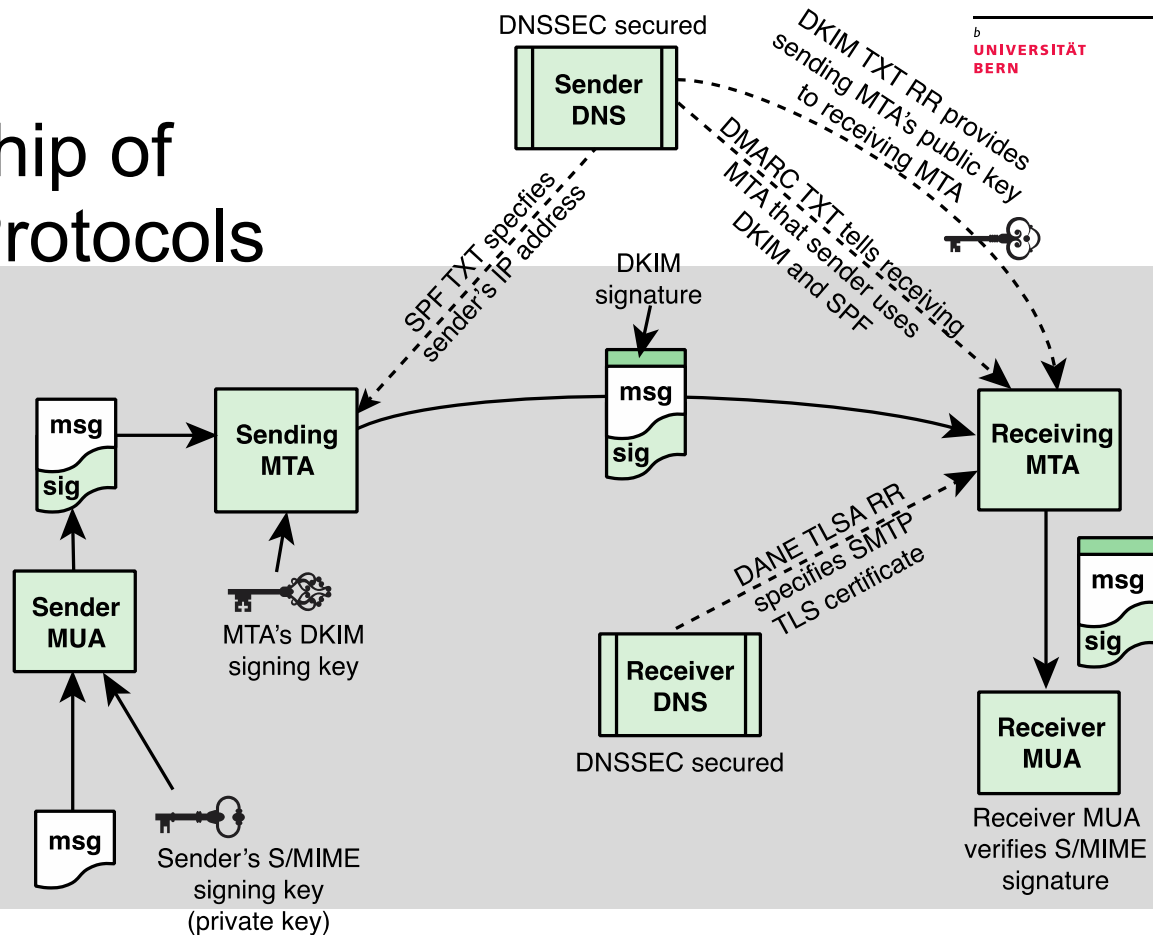 hip of
Protocols
b
UNIVERSITÄT
BERN
DNSSEC secured
Sender
DNS
DKIM TXT RR provides
sending MTA's public key
to receiving MTA
DMARC TXT tells receiving
MTA that sender uses
DKIM and SPF
SPF TXT specfies
sender's IP address
DKIM
signature
msg
sig
msg
sig
Sending
MTA
Receiving
MTA
DANE TLSA RR
specifies SMTP
TLS certificate
Sender
MUA
MTA's DKIM
signing key
Receiver
DNS
DNSSEC secured
msg
sig
Receiver
MUA
Receiver MUA
verifies S/MIME
signature
msg
Sender's S/MIME
signing key
(private key)